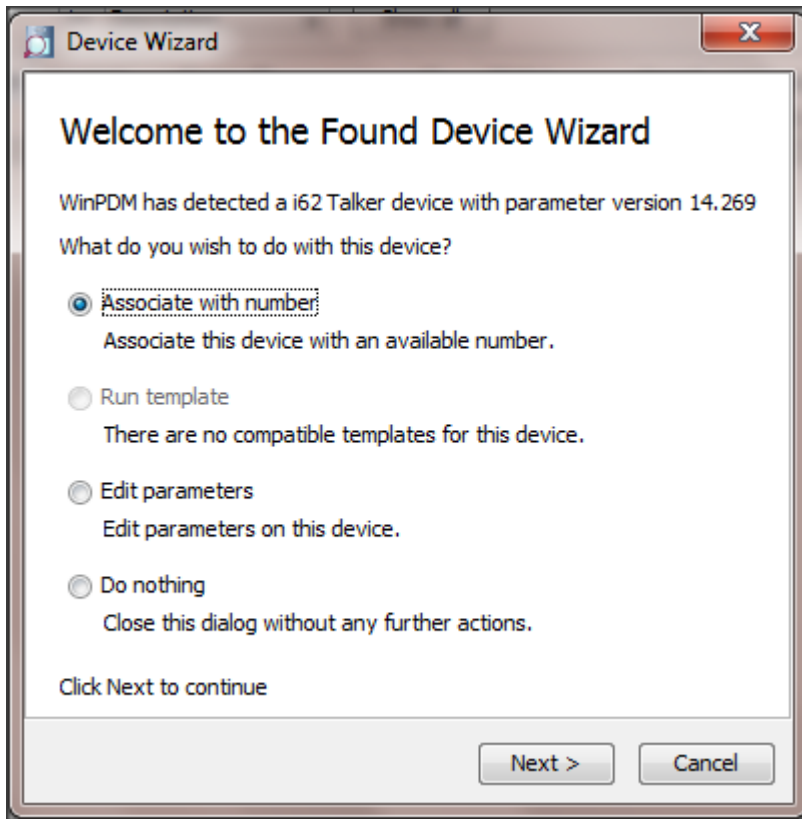 Device Wizard
Welcome to the Found Device Wizard
WinPDM has detected a i62 Talker device with parameter version 14.269
What do you wish to do with this device?
Associate with number
Associate this device with an available number.
Run template
There are no compatible templates for this device.
Edit parameters
Edit parameters on this device.
Do nothing
Close this dialog without any further actions.
Click Next to continue
Next >
Cancel